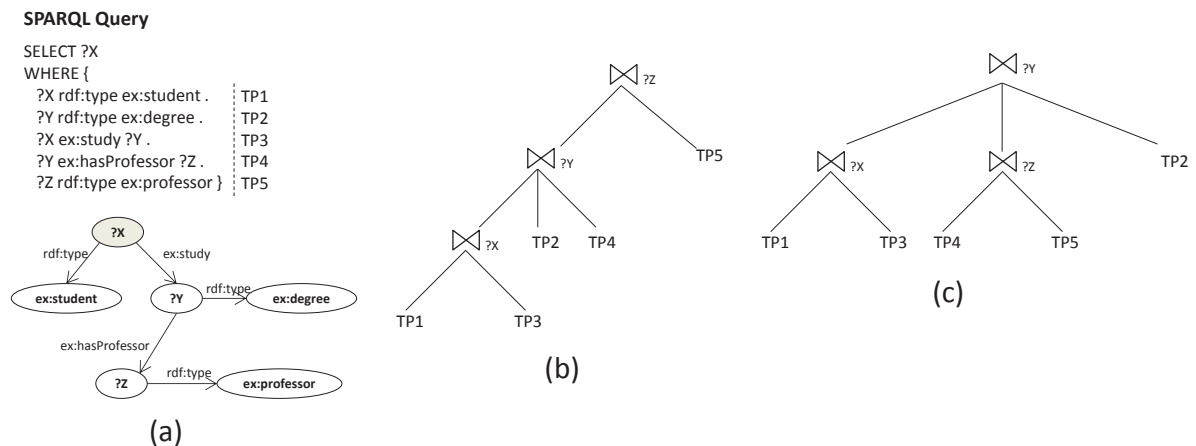 SPARQL Query
SELECT ?X
WHERE {
?X rdf:type ex:student . TP1
?Y rdf:type ex:degree . TP2
?X ex:study ?Y . TP3
?Y ex:hasProfessor ?Z . TP4
?Z rdf:type ex:professor } TP5
?X
rdf:type ex:study
ex:student ?Y rdf:type ex:degree
ex:hasProfessor
?Z rdf:type ex:professor
(a)
?Z
?Y TP5
?X TP2 TP4
TP1 TP3
(b)
?Y
?X ?Z TP2
TP1 TP3 TP4 TP5
(c)